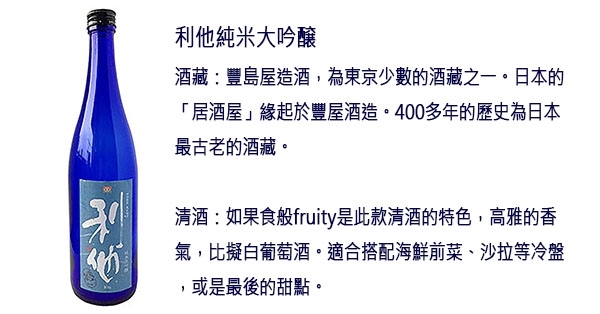 利他純米大吟醸
酒藏：豐島屋造酒，為東京少數的酒藏之一。日本的
「居酒屋」緣起於豐屋酒造。400多年的歷史為日本
最古老的酒藏。
清酒：如果食般fruity是此款清酒的特色，高雅的香
氣，比擬白葡萄酒。適合搭配海鮮前菜、沙拉等冷盤
，或是最後的甜點。
利他